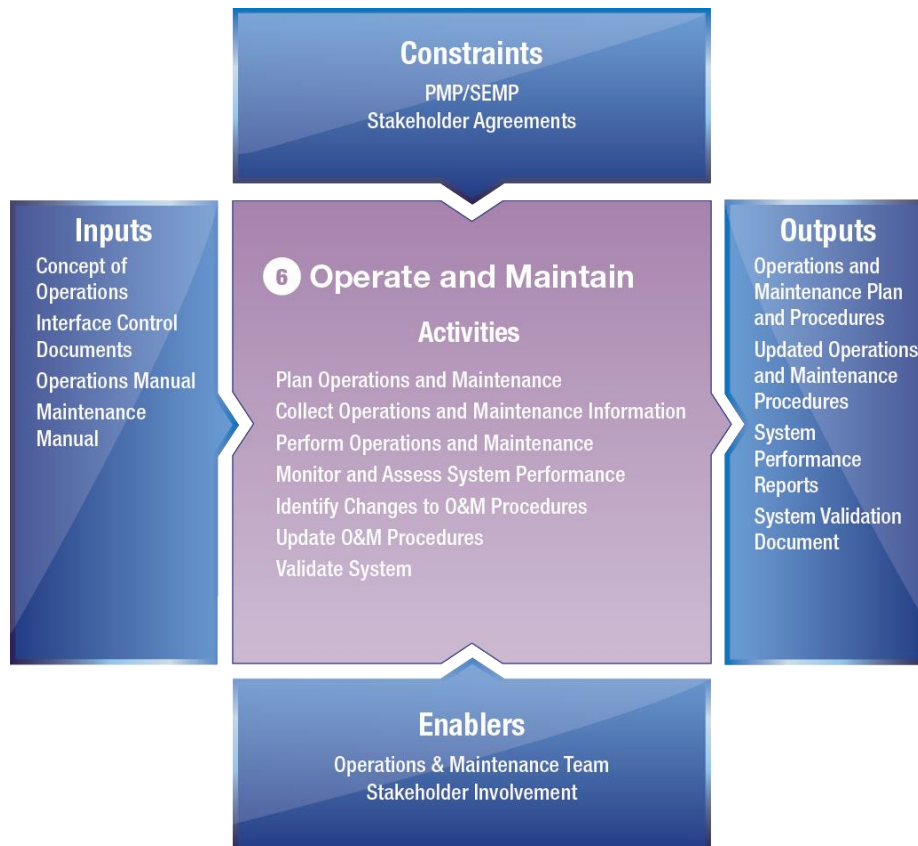 Constraints
PMP/SEMP
Stakeholder Agreements
Inputs
Concept of
Operations
Interface Control
Documents
Operations Manual
Maintenance
Manual
6 Operate and Maintain
Activities
Plan Operations and Maintenance
Collect Operations and Maintenance Information
Perform Operations and Maintenance
Monitor and Assess System Performance
Identify Changes to O&M Procedures
Update O&M Procedures
Validate System
Outputs
Operations and
Maintenance Plan
and Procedures
Updated Operations
and Maintenance
Procedures
System
Performance
Reports
System Validation
Document
Enablers
Operations & Maintenance Team
Stakeholder Involvement